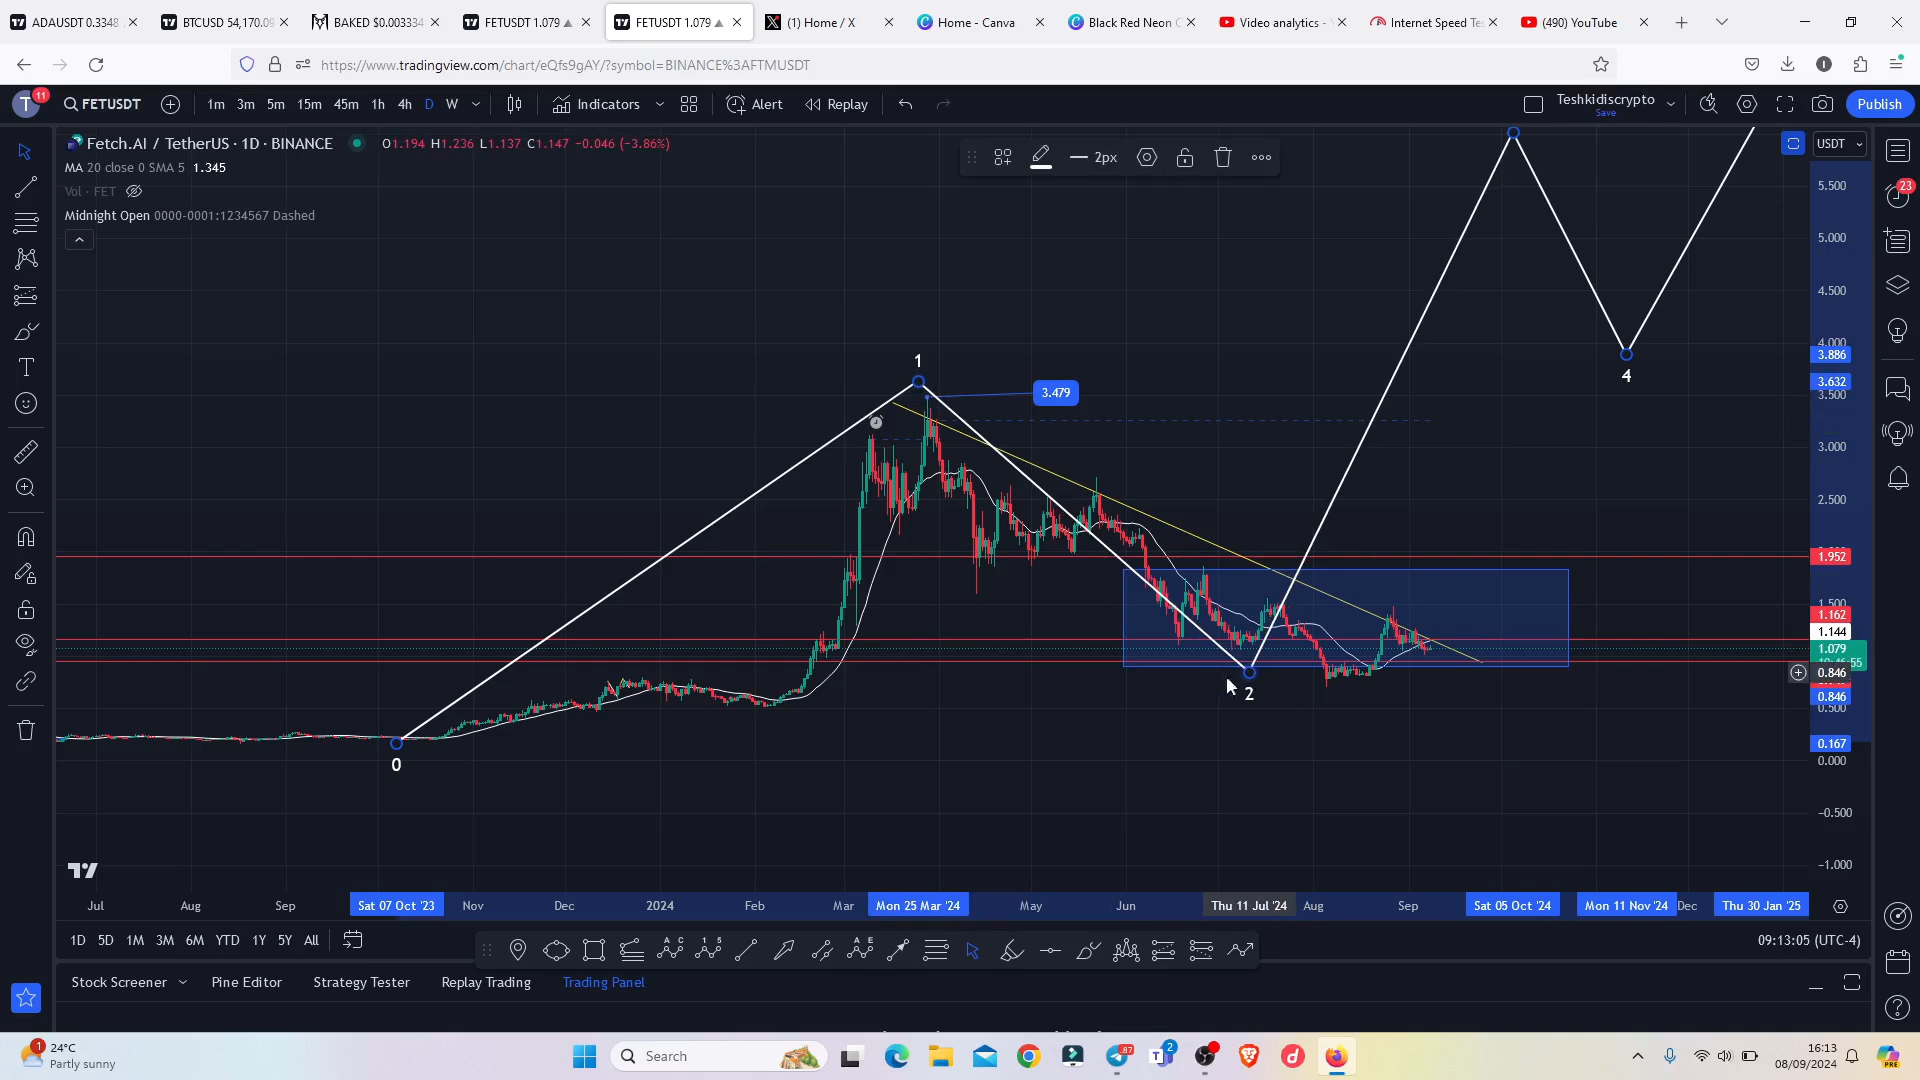 ADAUSDT 0.3348
BTCUSD 54,170.09
BAKED $0.003334
FETUSDT 1.079
FETUSDT 1.079
(1) Home / X
Home - Canva
Black Red Neon C
Video analytics -
Internet Speed Te
(490) YouTube
https://www.tradingview.com/chart/eQfs9gAY/?symbol=BINANCE%3AFTMUSDT
T 11 FETUSDT 1m 3m 5m 15m 45m 1h 4h D W Indicators Alert Replay Teshkidiscrypto Save Publish
Fetch.AI / TetherUS · 1D · BINANCE O1.194 H1.236 L1.137 C1.147 −0.046 (−3.86%)
2px
USDT
MA 20 close 0 SMA 5 1.345
Vol · FET
Midnight Open 0000-0001:1234567 Dashed
23
5.500
5.000
4.500
4.000
3.886
3.632
3.500
3.000
2.500
1.952
1.500
1.162
1.144
1.079
0.846
0.846
0.500
0.167
0.000
−0.500
−1.000
1
3.479
4
2
0
Jul Aug Sep Sat 07 Oct '23 Nov Dec 2024 Feb Mar Mon 25 Mar '24 May Jun Thu 11 Jul '24 Aug Sep Sat 05 Oct '24 Mon 11 Nov '24 Dec Thu 30 Jan '25
1D 5D 1M 3M 6M YTD 1Y 5Y All
09:13:05 (UTC-4)
Stock Screener Pine Editor Strategy Tester Replay Trading Trading Panel
1
24°C
Partly sunny
Search
87
2
16:13
08/09/2024
PRE